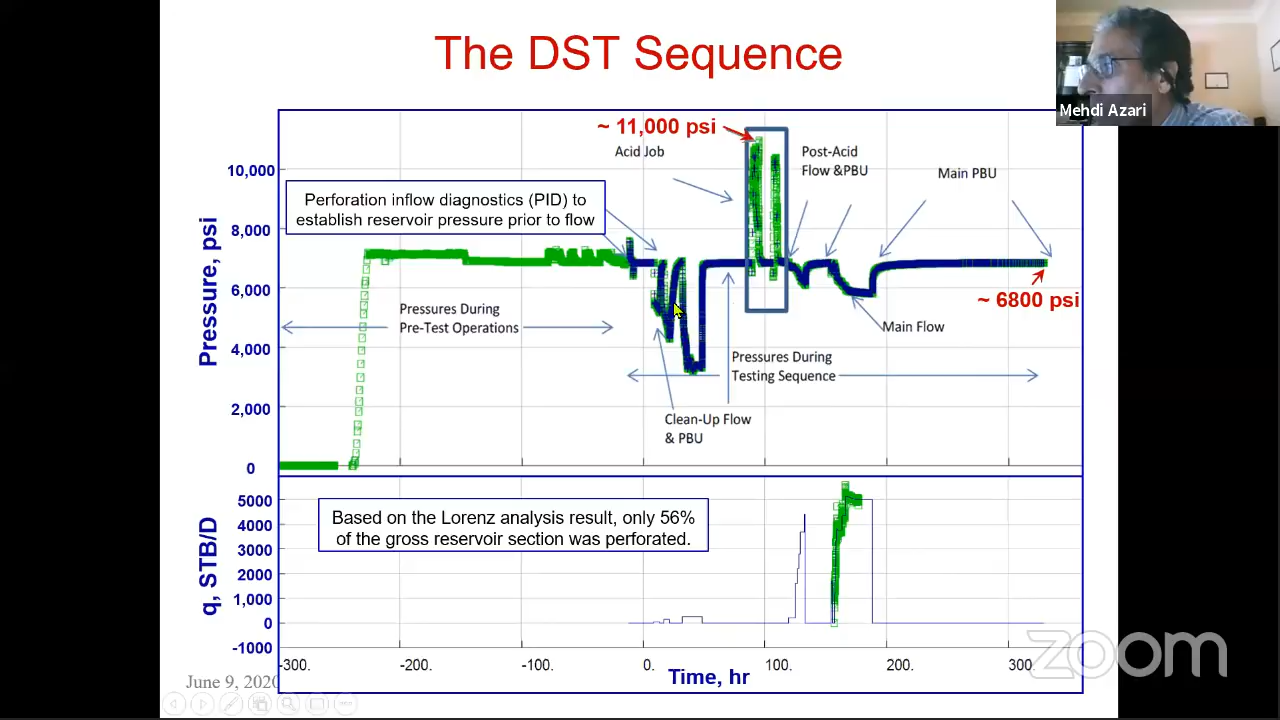 The DST Sequence
Mehdi Azari
~ 11,000 psi
Acid Job
Post-Acid
Flow &PBU
Main PBU
10,000
8,000
6,000
4,000
2,000
0
Pressure, psi
Perforation inflow diagnostics (PID) to
establish reservoir pressure prior to flow
Pressures During
Pre-Test Operations
~ 6800 psi
Main Flow
Pressures During
Testing Sequence
Clean-Up Flow
& PBU
5000
4000
3000
2000
1,000
0
-1000
q, STB/D
Based on the Lorenz analysis result, only 56%
of the gross reservoir section was perforated.
-300.
-200.
-100.
0.
100.
200.
300.
Time, hr
June 9, 2020
zoom